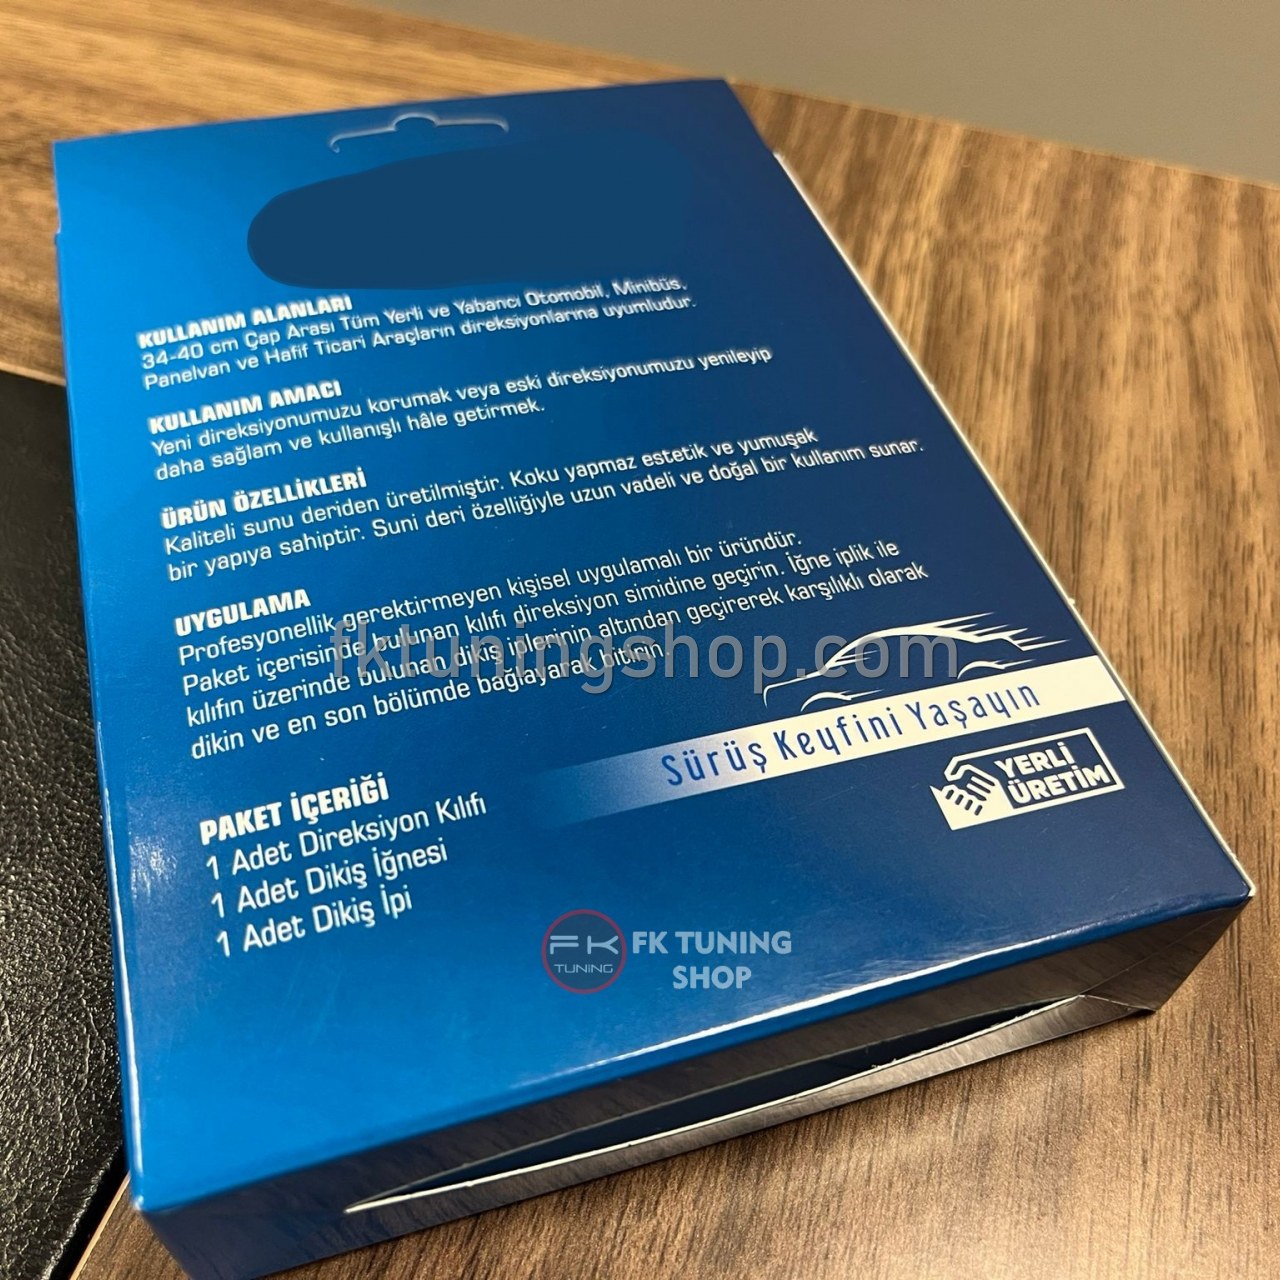 KULLANIM ALANLARI
34-40 cm Çap Arası Tüm Yerli ve Yabancı Otomobil, Minibüs,
Panelvan ve Hafif Ticari Araçların direksiyonlarına uyumludur.
KULLANIM AMACI
Yeni direksiyonumuzu korumak veya eski direksiyonumuzu yenileyip
daha sağlam ve kullanışlı hâle getirmek.
ÜRÜN ÖZELLİKLERİ
Kaliteli sunu deriden üretilmiştir. Koku yapmaz estetik ve yumuşak
bir yapıya sahiptir. Suni deri özelliğiyle uzun vadeli ve doğal bir kullanım sunar.
UYGULAMA
Profesyonellik gerektirmeyen kişisel uygulamalı bir üründür.
Paket içerisinde bulunan kılıfı direksiyon simidine geçirin. İğne iplik ile
kılıfın üzerinde bulunan dikiş iplerinin altından geçirerek karşılıklı olarak
dikin ve en son bölümde bağlayarak bitirin.
fktuningshop.com
Sürüş Keyfini Yaşayın
YERLİ
ÜRETİM
PAKET İÇERİĞİ
1 Adet Direksiyon Kılıfı
1 Adet Dikiş İğnesi
1 Adet Dikiş İpi
FK
TUNING
FK TUNING
SHOP